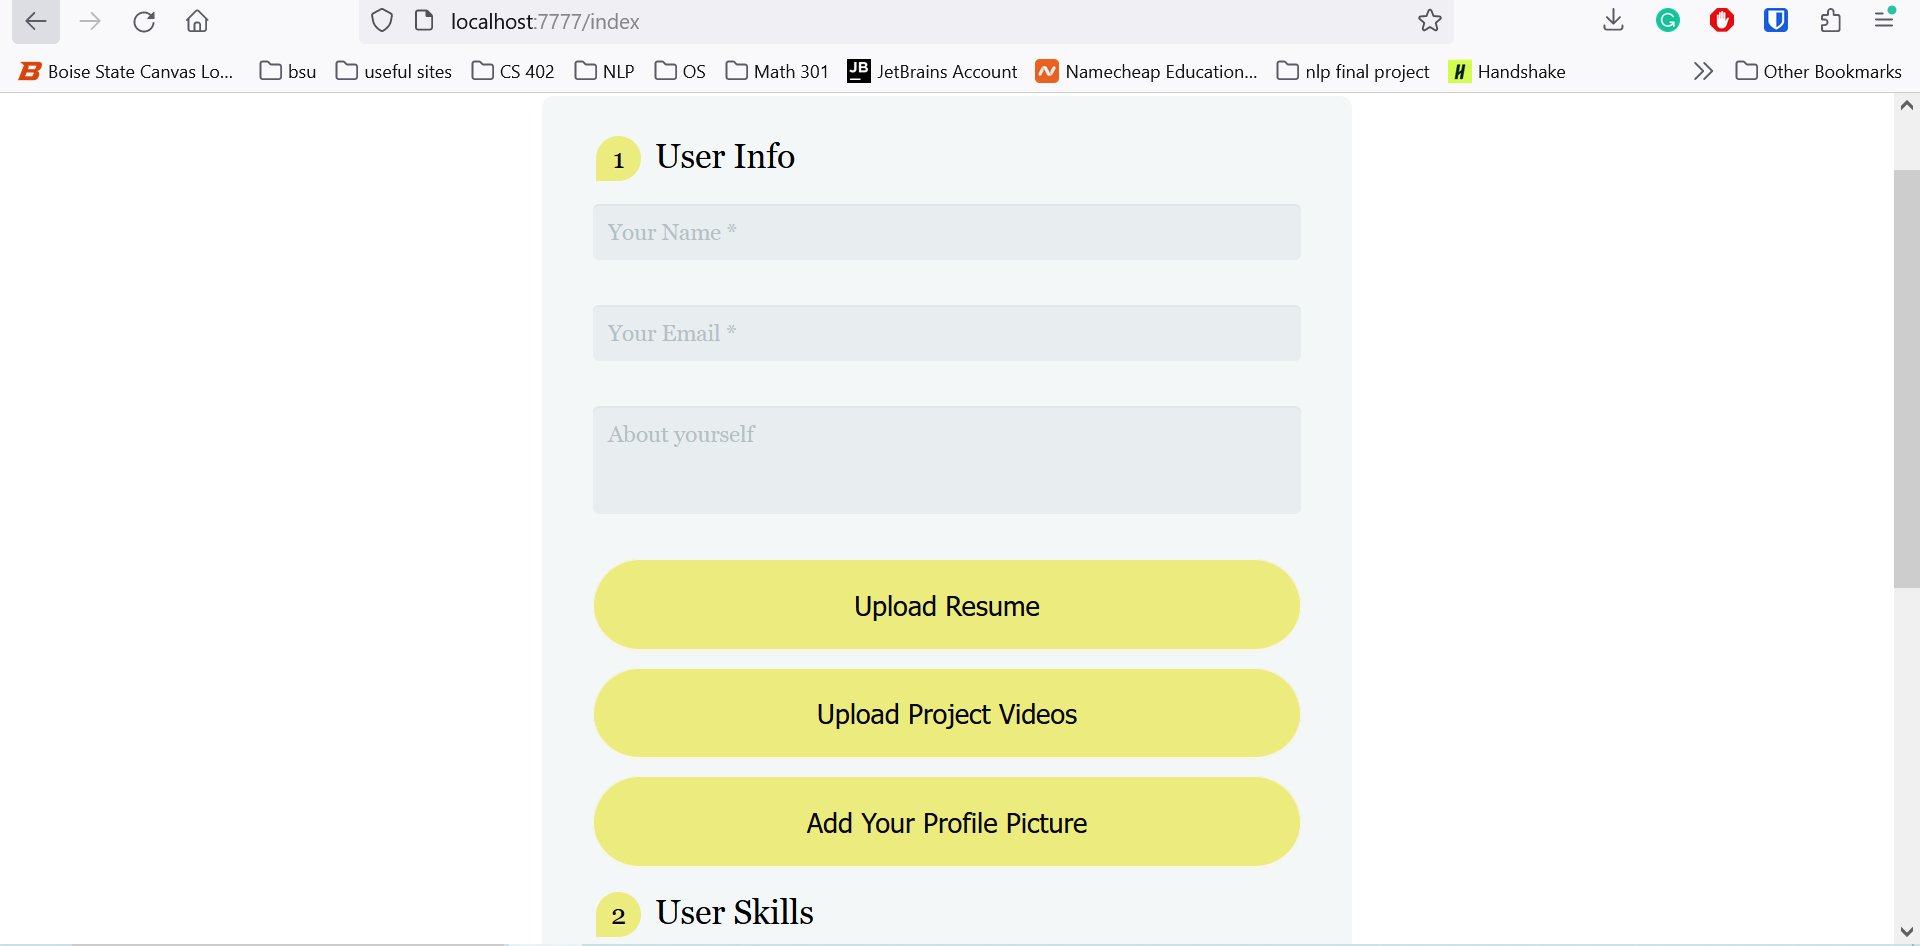 localhost:7777/index
Boise State Canvas Lo... bsu useful sites CS 402 NLP OS Math 301 JB JetBrains Account Namecheap Education... nlp final project H Handshake Other Bookmarks
1 User Info
Your Name *
Your Email *
About yourself
Upload Resume
Upload Project Videos
Add Your Profile Picture
2 User Skills